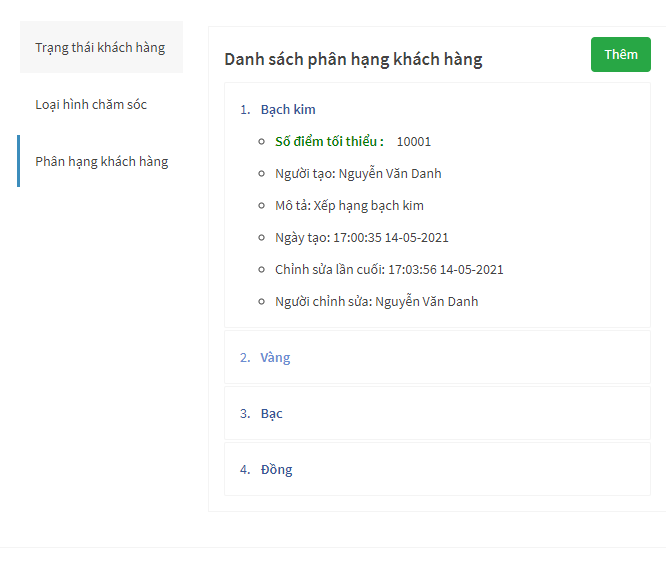 Trạng thái khách hàng
Loại hình chăm sóc
Phân hạng khách hàng
Danh sách phân hạng khách hàng
Thêm
1. Bạch kim
Số điểm tối thiểu : 10001
Người tạo: Nguyễn Văn Danh
Mô tả: Xếp hạng bạch kim
Ngày tạo: 17:00:35 14-05-2021
Chỉnh sửa lần cuối: 17:03:56 14-05-2021
Người chỉnh sửa: Nguyễn Văn Danh
2. Vàng
3. Bạc
4. Đồng